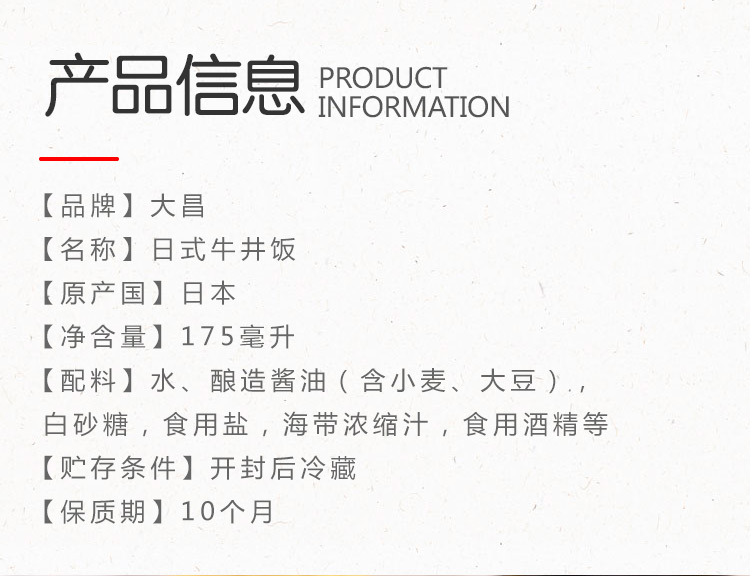 产品信息 PRODUCT
INFORMATION
【品牌】大昌
【名称】日式牛井饭
【原产国】日本
【净含量】175毫升
【配料】水、酿造酱油（含小麦、大豆）.，
白砂糖，食用盐，海带浓缩汁，食用酒精等
【贮存条件】开封后冷藏
【保质期】10个月